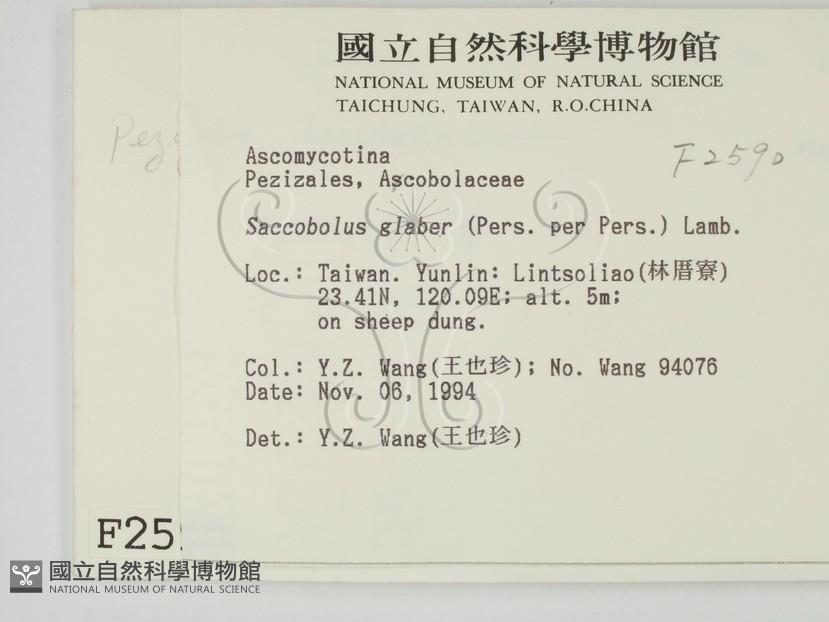 國立自然科學博物館
NATIONAL MUSEUM OF NATURAL SCIENCE
TAICHUNG, TAIWAN, R.O.CHINA
F2590
Ascomycotina
Pezizales, Ascobolaceae
Saccobolus glaber (Pers. per Pers.) Lamb.
Loc.: Taiwan. Yunlin: Lintsoliao(林厝寮)
23.41N, 120.09E; alt. 5m;
on sheep dung.
Col.: Y.Z. Wang(王也珍); No. Wang 94076
Date: Nov. 06, 1994
Det.: Y.Z. Wang(王也珍)
F25
國立自然科學博物館
NATIONAL MUSEUM OF NATURAL SCIENCE